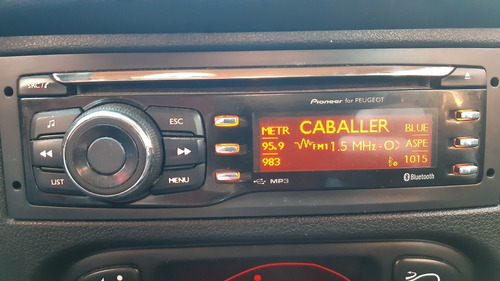 SRC
Pioneer for PEUGEOT
ESC
METR CABALLER BLUE
95.9 FM1 1.5 MHz ASPE
983 1015
LIST
MENU
MP3
Bluetooth